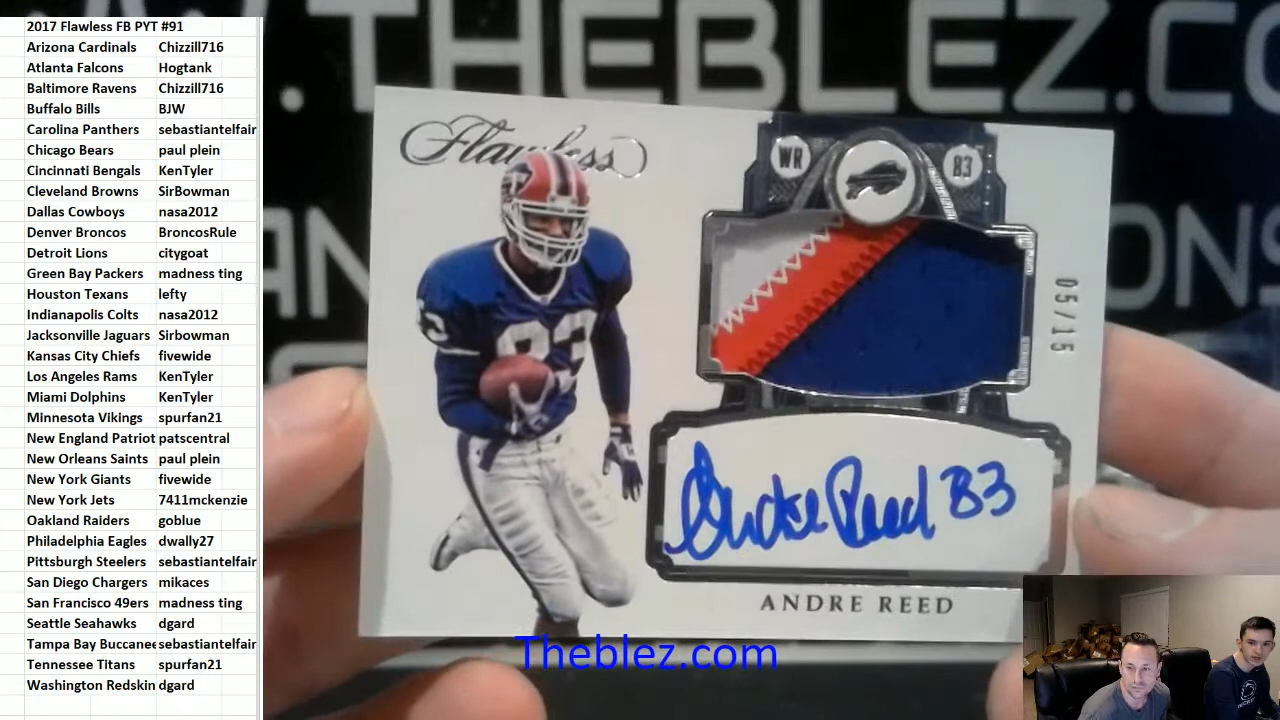 2017 Flawless FB PYT #91
Arizona Cardinals Chizzill716
Atlanta Falcons Hogtank
Baltimore Ravens Chizzill716
Buffalo Bills BJW
Carolina Panthers sebastiantelfair
Chicago Bears paul plein
Cincinnati Bengals KenTyler
Cleveland Browns SirBowman
Dallas Cowboys nasa2012
Denver Broncos BroncosRule
Detroit Lions citygoat
Green Bay Packers madness ting
Houston Texans lefty
Indianapolis Colts nasa2012
Jacksonville Jaguars Sirbowman
Kansas City Chiefs fivewide
Los Angeles Rams KenTyler
Miami Dolphins KenTyler
Minnesota Vikings spurfan21
New England Patriot patscentral
New Orleans Saints paul plein
New York Giants fivewide
New York Jets 7411mckenzie
Oakland Raiders goblue
Philadelphia Eagles dwally27
Pittsburgh Steelers sebastiantelfair
San Diego Chargers mikaces
San Francisco 49ers madness ting
Seattle Seahawks dgard
Tampa Bay Buccanee sebastiantelfair
Tennessee Titans spurfan21
Washington Redskin dgard
W.THEBLEZ.CO
Flawless
WR
83
05/15
83
Andre Reed 83
ANDRE REED
Theblez.com